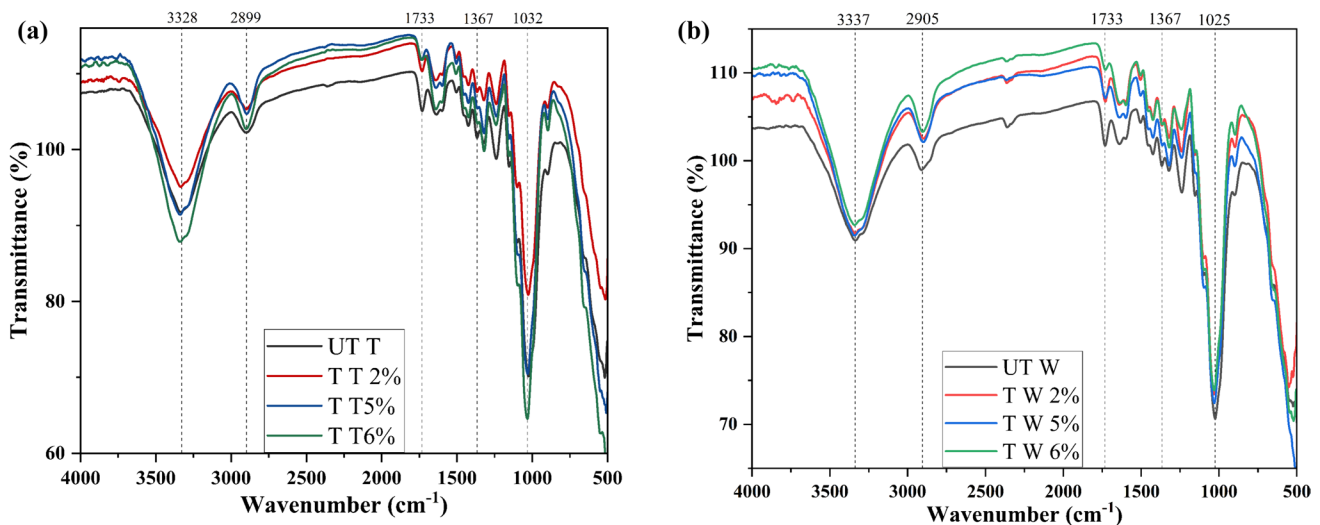 (a)
3328 2899 1733 1367 1032
Transmittance (%)
100
80
60
UT T
T T 2%
T T5%
T T6%
4000 3500 3000 2500 2000 1500 1000 500
Wavenumber (cm-1)
(b)
3337 2905 1733 1367 1025
Transmittance (%)
110
100
90
80
70
UT W
T W 2%
T W 5%
T W 6%
4000 3500 3000 2500 2000 1500 1000 500
Wavenumber (cm-1)